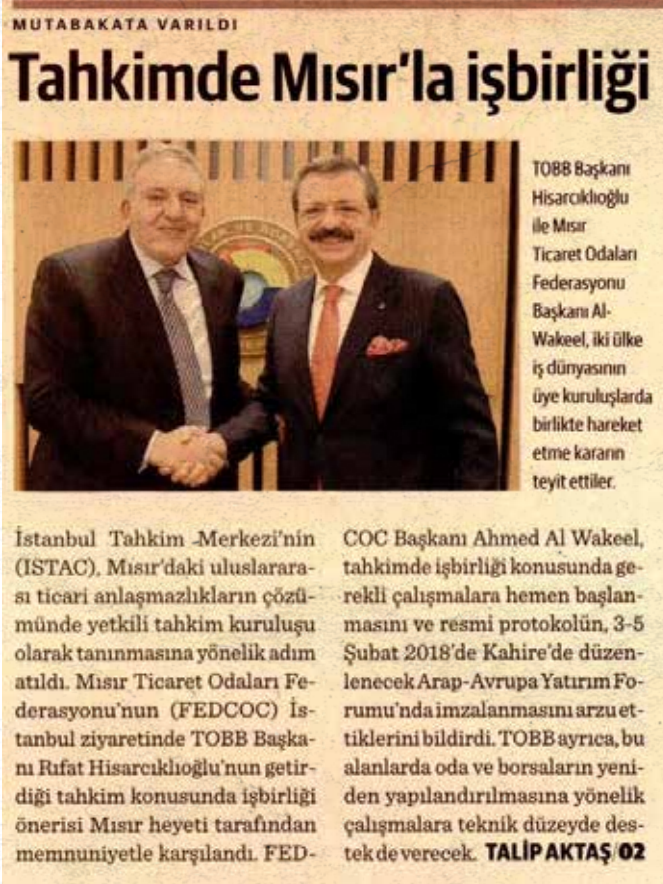 MUTABAKATA VARILDI
Tahkimde Mısır'la işbirliği
TOBB Başkanı
Hisarcıklıoğlu
ile Mısır
Ticaret Odaları
Federasyonu
Başkanı Al-
Wakeel, iki ülke
iş dünyasının
üye kuruluşlarda
birlikte hareket
etme kararın
teyit ettiler.
İstanbul Tahkim Merkezi'nin
(ISTAC), Mısır'daki uluslarara-
sı ticari anlaşmazlıkların çözü-
münde yetkili tahkim kuruluşu
olarak tanınmasına yönelik adım
atıldı. Mısır Ticaret Odaları Fe-
derasyonu'nun (FEDCOC) İs-
tanbul ziyaretinde TOBB Başka-
nı Rıfat Hisarcıklıoğlu'nun getir-
diği tahkim konusunda işbirliği
önerisi Mısır heyeti tarafından
memnuniyetle karşılandı. FED-
COC Başkanı Ahmed Al Wakeel,
tahkimde işbirliği konusunda ge-
rekli çalışmalara hemen başlan-
masını ve resmi protokolün, 3-5
Şubat 2018'de Kahire'de düzen-
lenecek Arap-Avrupa Yatırım Fo-
rumu'nda imzalanmasını arzu et-
tiklerini bildirdi. TOBB ayrıca, bu
alanlarda oda ve borsaların yeni-
den yapılandırılmasına yönelik
çalışmalara teknik düzeyde des-
tek de verecek. TALİP AKTAŞ/02